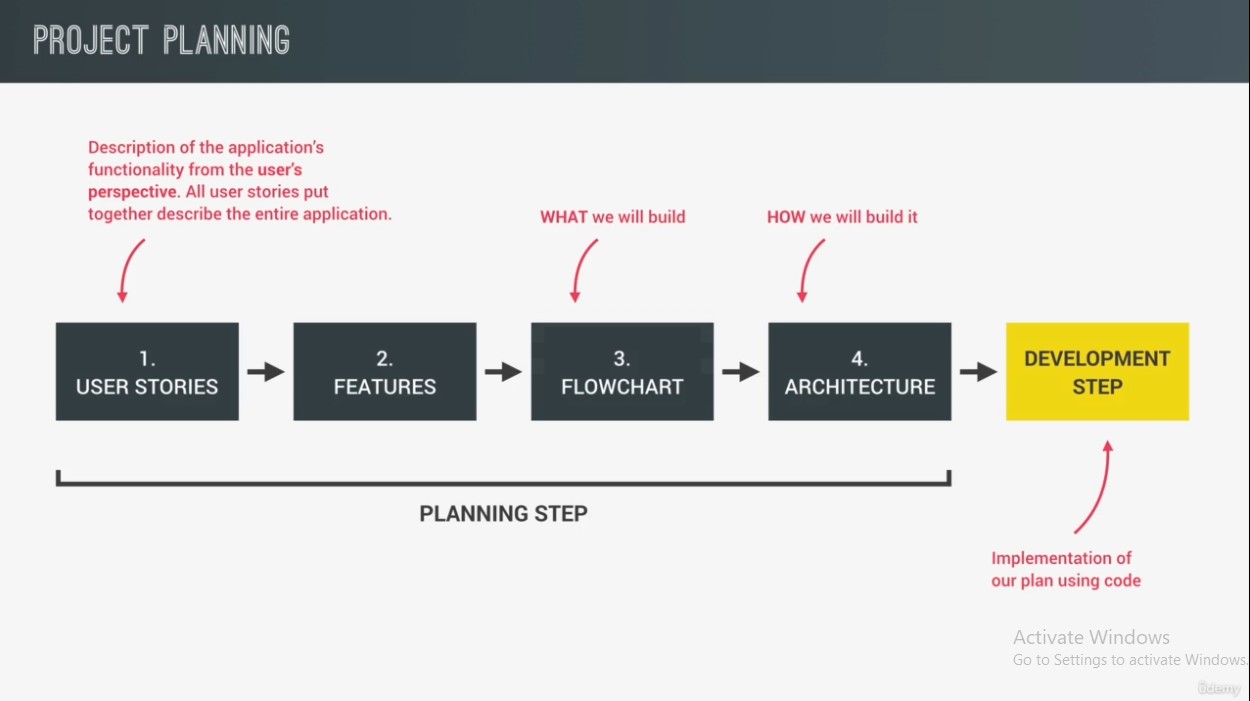 PROJECT PLANNING
Description of the application's
functionality from the user's
perspective. All user stories put
together describe the entire application.
WHAT we will build
HOW we will build it
1.
USER STORIES
2.
FEATURES
3.
FLOWCHART
4.
ARCHITECTURE
DEVELOPMENT
STEP
PLANNING STEP
Implementation of
our plan using code
Activate Windows
Go to Settings to activate Windows.
ûdemy